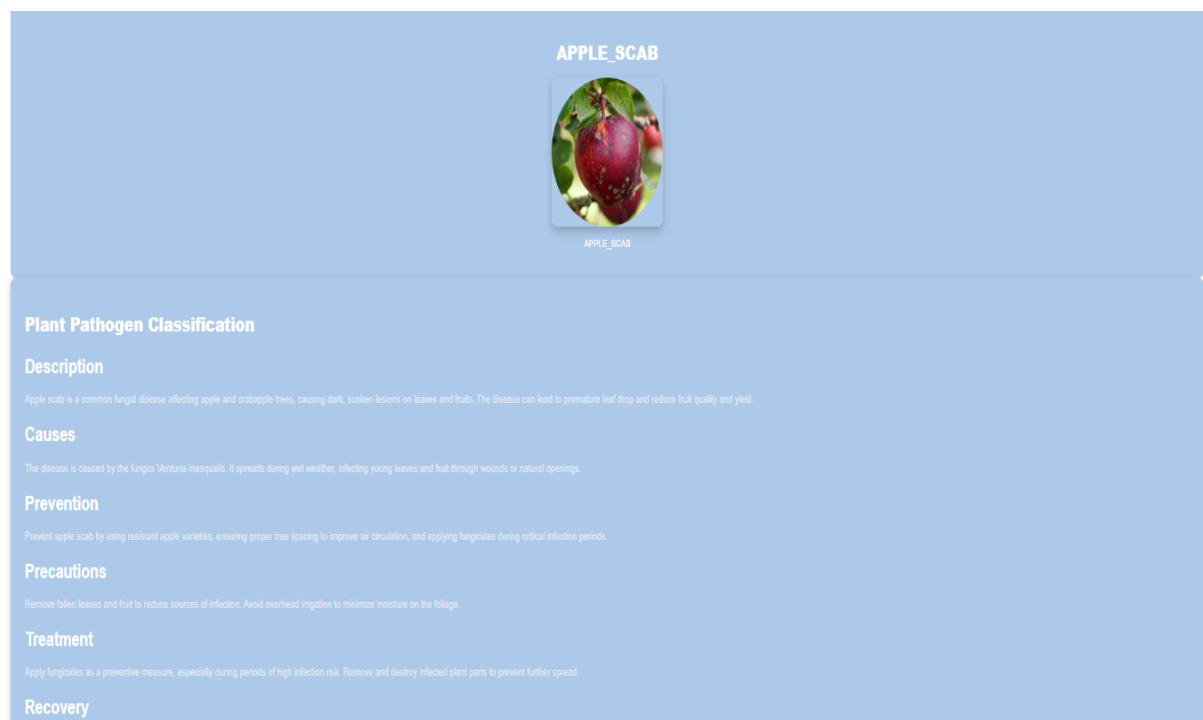 APPLE_SCAB
APPLE_SCAB
Plant Pathogen Classification
Description
Apple scab is a common fungal disease affecting apple and crabapple trees, causing dark, sunken lesions on leaves and fruits. The disease can lead to premature leaf drop and reduce fruit quality and yield.
Causes
The disease is caused by the fungus Venturia inaequalis. It spreads during wet weather, infecting young leaves and fruit through wounds or natural openings.
Prevention
Prevent apple scab by using resistant apple varieties, ensuring proper tree spacing to improve air circulation, and applying fungicides during critical infection periods.
Precautions
Remove fallen leaves and fruit to reduce sources of infection. Avoid overhead irrigation to minimize moisture on the foliage.
Treatment
Apply fungicides as a preventive measure, especially during periods of high infection risk. Remove and destroy infected plant parts to prevent further spread.
Recovery